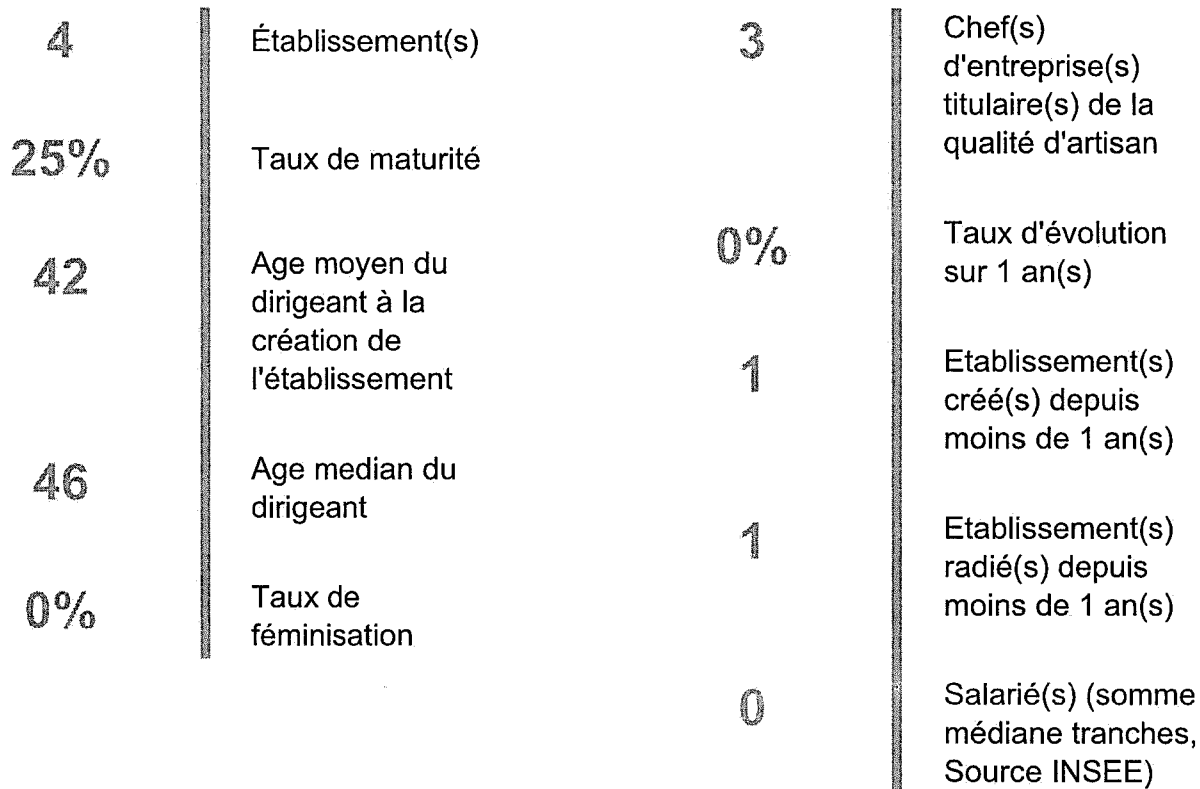 4
Établissement(s)
25%
Taux de maturité
42
Age moyen du
dirigeant à la
création de
l'établissement
46
Age median du
dirigeant
0%
Taux de
féminisation
3
Chef(s)
d'entreprise(s)
titulaire(s) de la
qualité d'artisan
0%
Taux d'évolution
sur 1 an(s)
1
Etablissement(s)
créé(s) depuis
moins de 1 an(s)
1
Etablissement(s)
radié(s) depuis
moins de 1 an(s)
0
Salarié(s) (somme
médiane tranches,
Source INSEE)